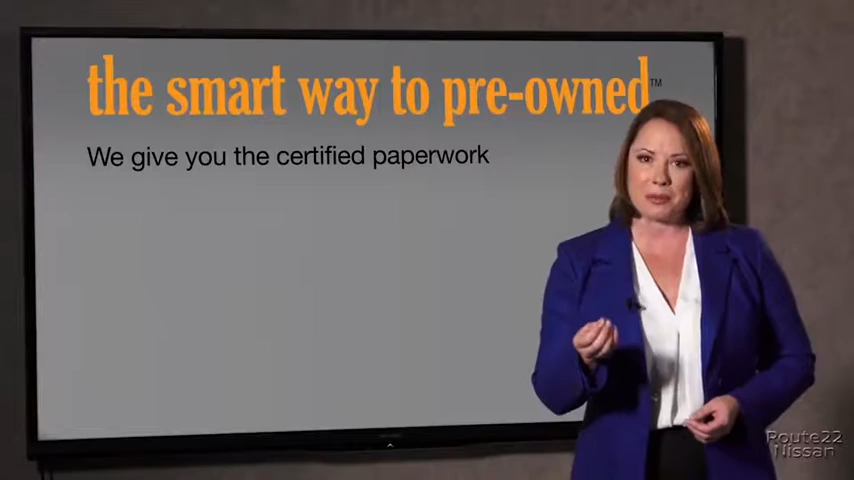 the smart way to pre-owned™
We give you the certified paperwork
Route22
Nissan